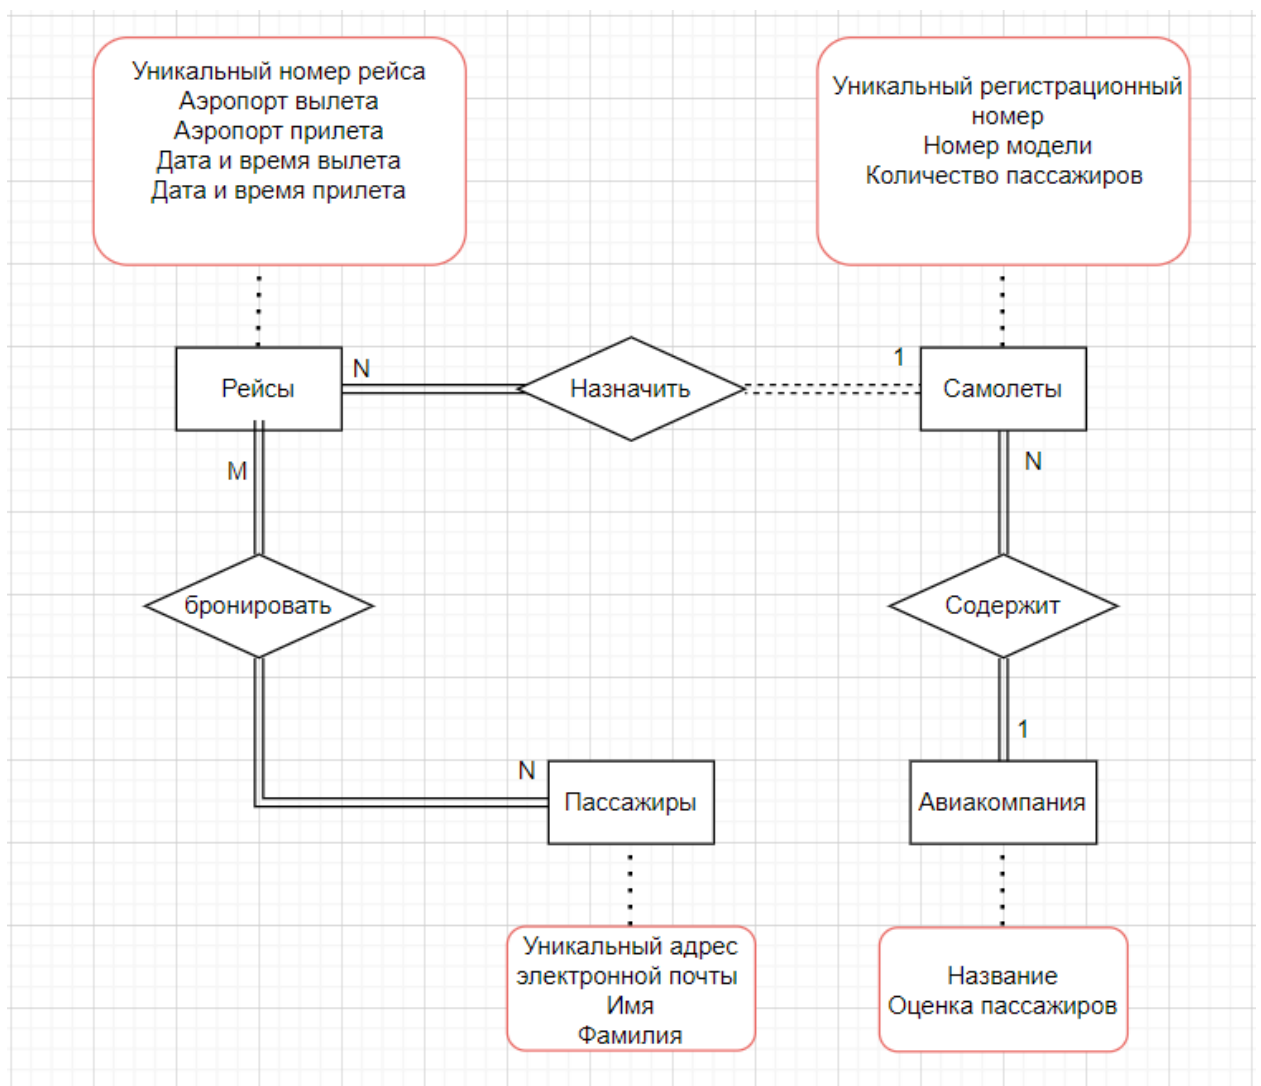 Уникальный номер рейса
Аэропорт вылета
Аэропорт прилета
Дата и время вылета
Дата и время прилета
Уникальный регистрационный
номер
Номер модели
Количество пассажиров
Рейсы
N
Назначить
1
Самолеты
M
N
бронировать
Содержит
1
N
Пассажиры
Авиакомпания
Уникальный адрес
электронной почты
Имя
Фамилия
Название
Оценка пассажиров